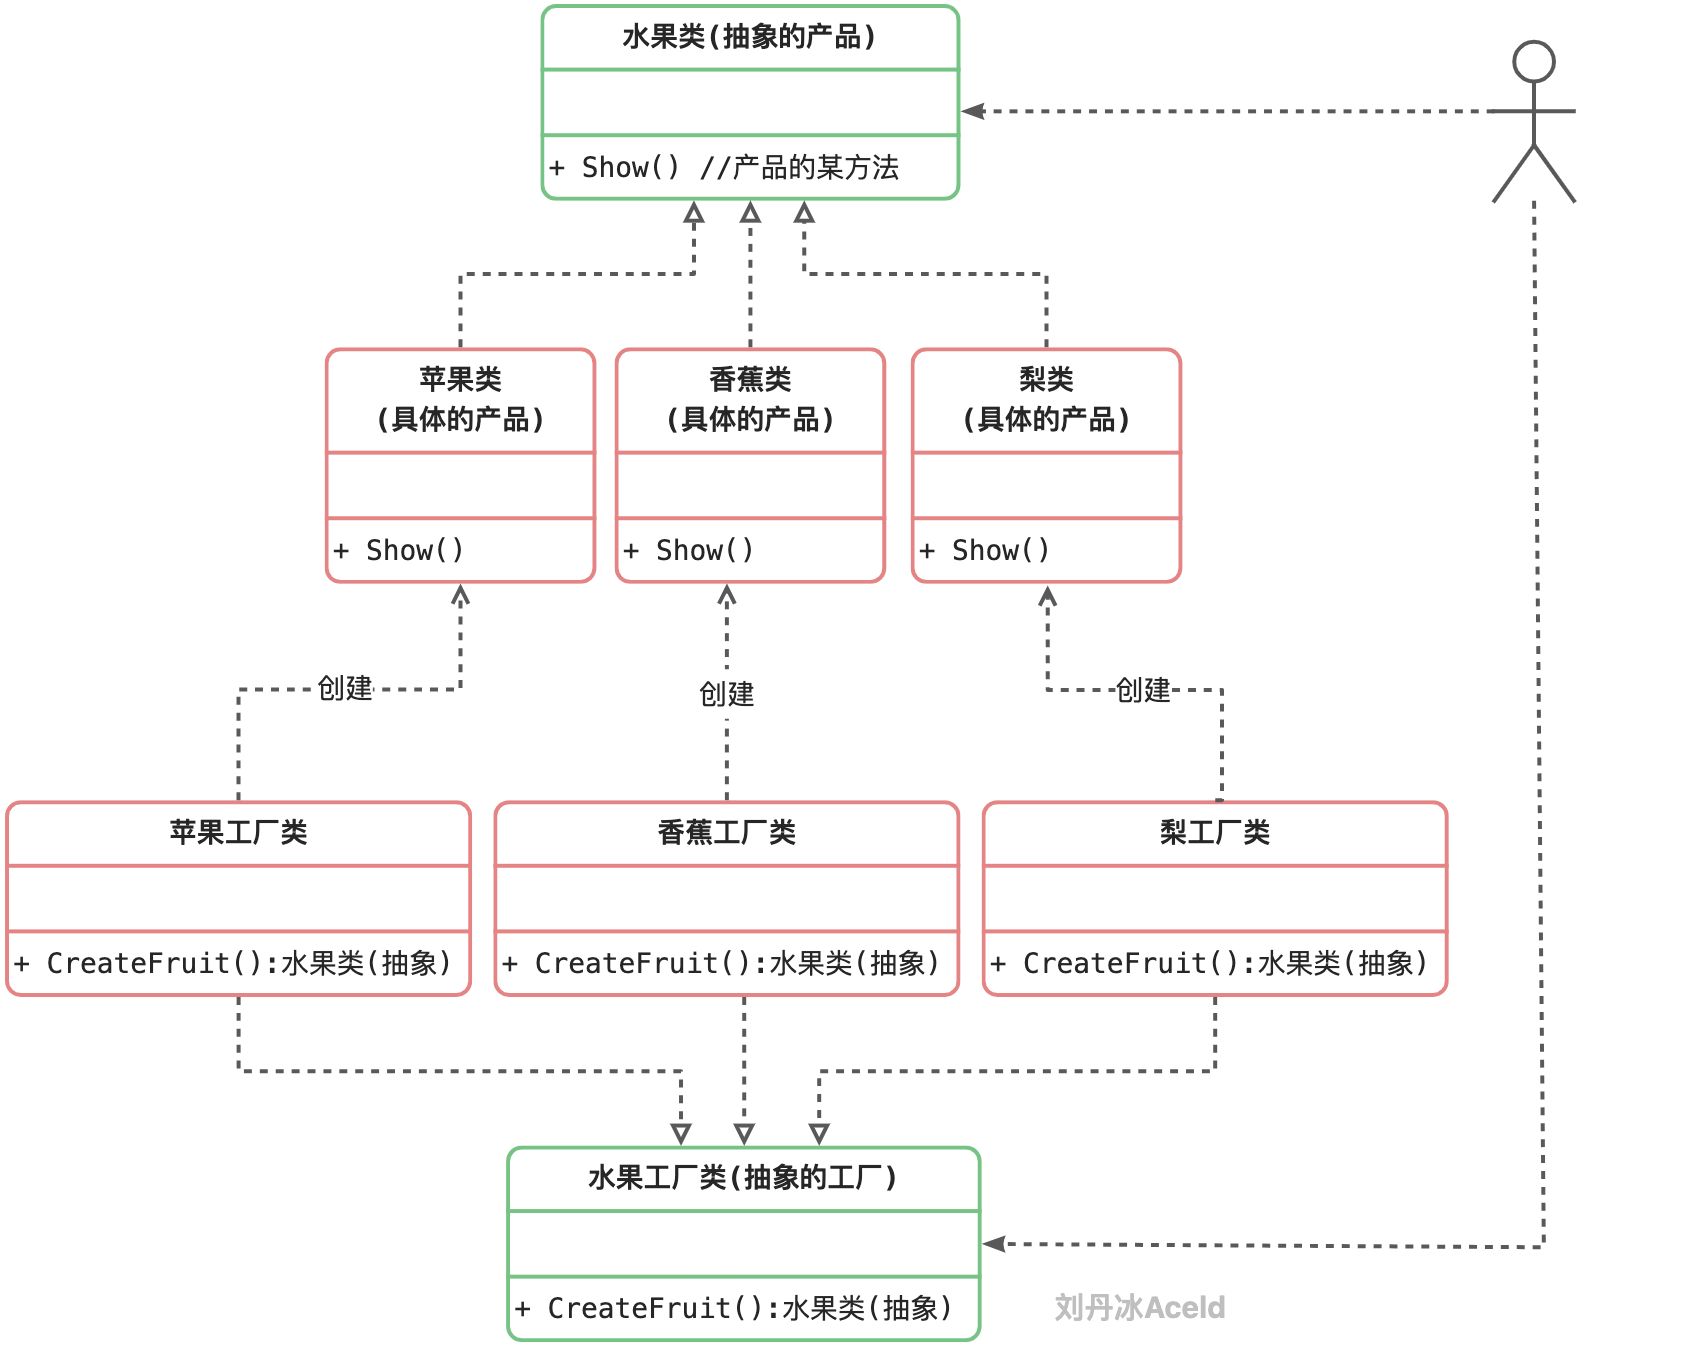 水果类(抽象的产品)
+ Show() //产品的某方法
苹果类
(具体的产品)
+ Show()
香蕉类
(具体的产品)
+ Show()
梨类
(具体的产品)
+ Show()
创建
创建
创建
苹果工厂类
+ CreateFruit():水果类(抽象)
香蕉工厂类
+ CreateFruit():水果类(抽象)
梨工厂类
+ CreateFruit():水果类(抽象)
水果工厂类(抽象的工厂)
+ CreateFruit():水果类(抽象)
刘丹冰Aceld